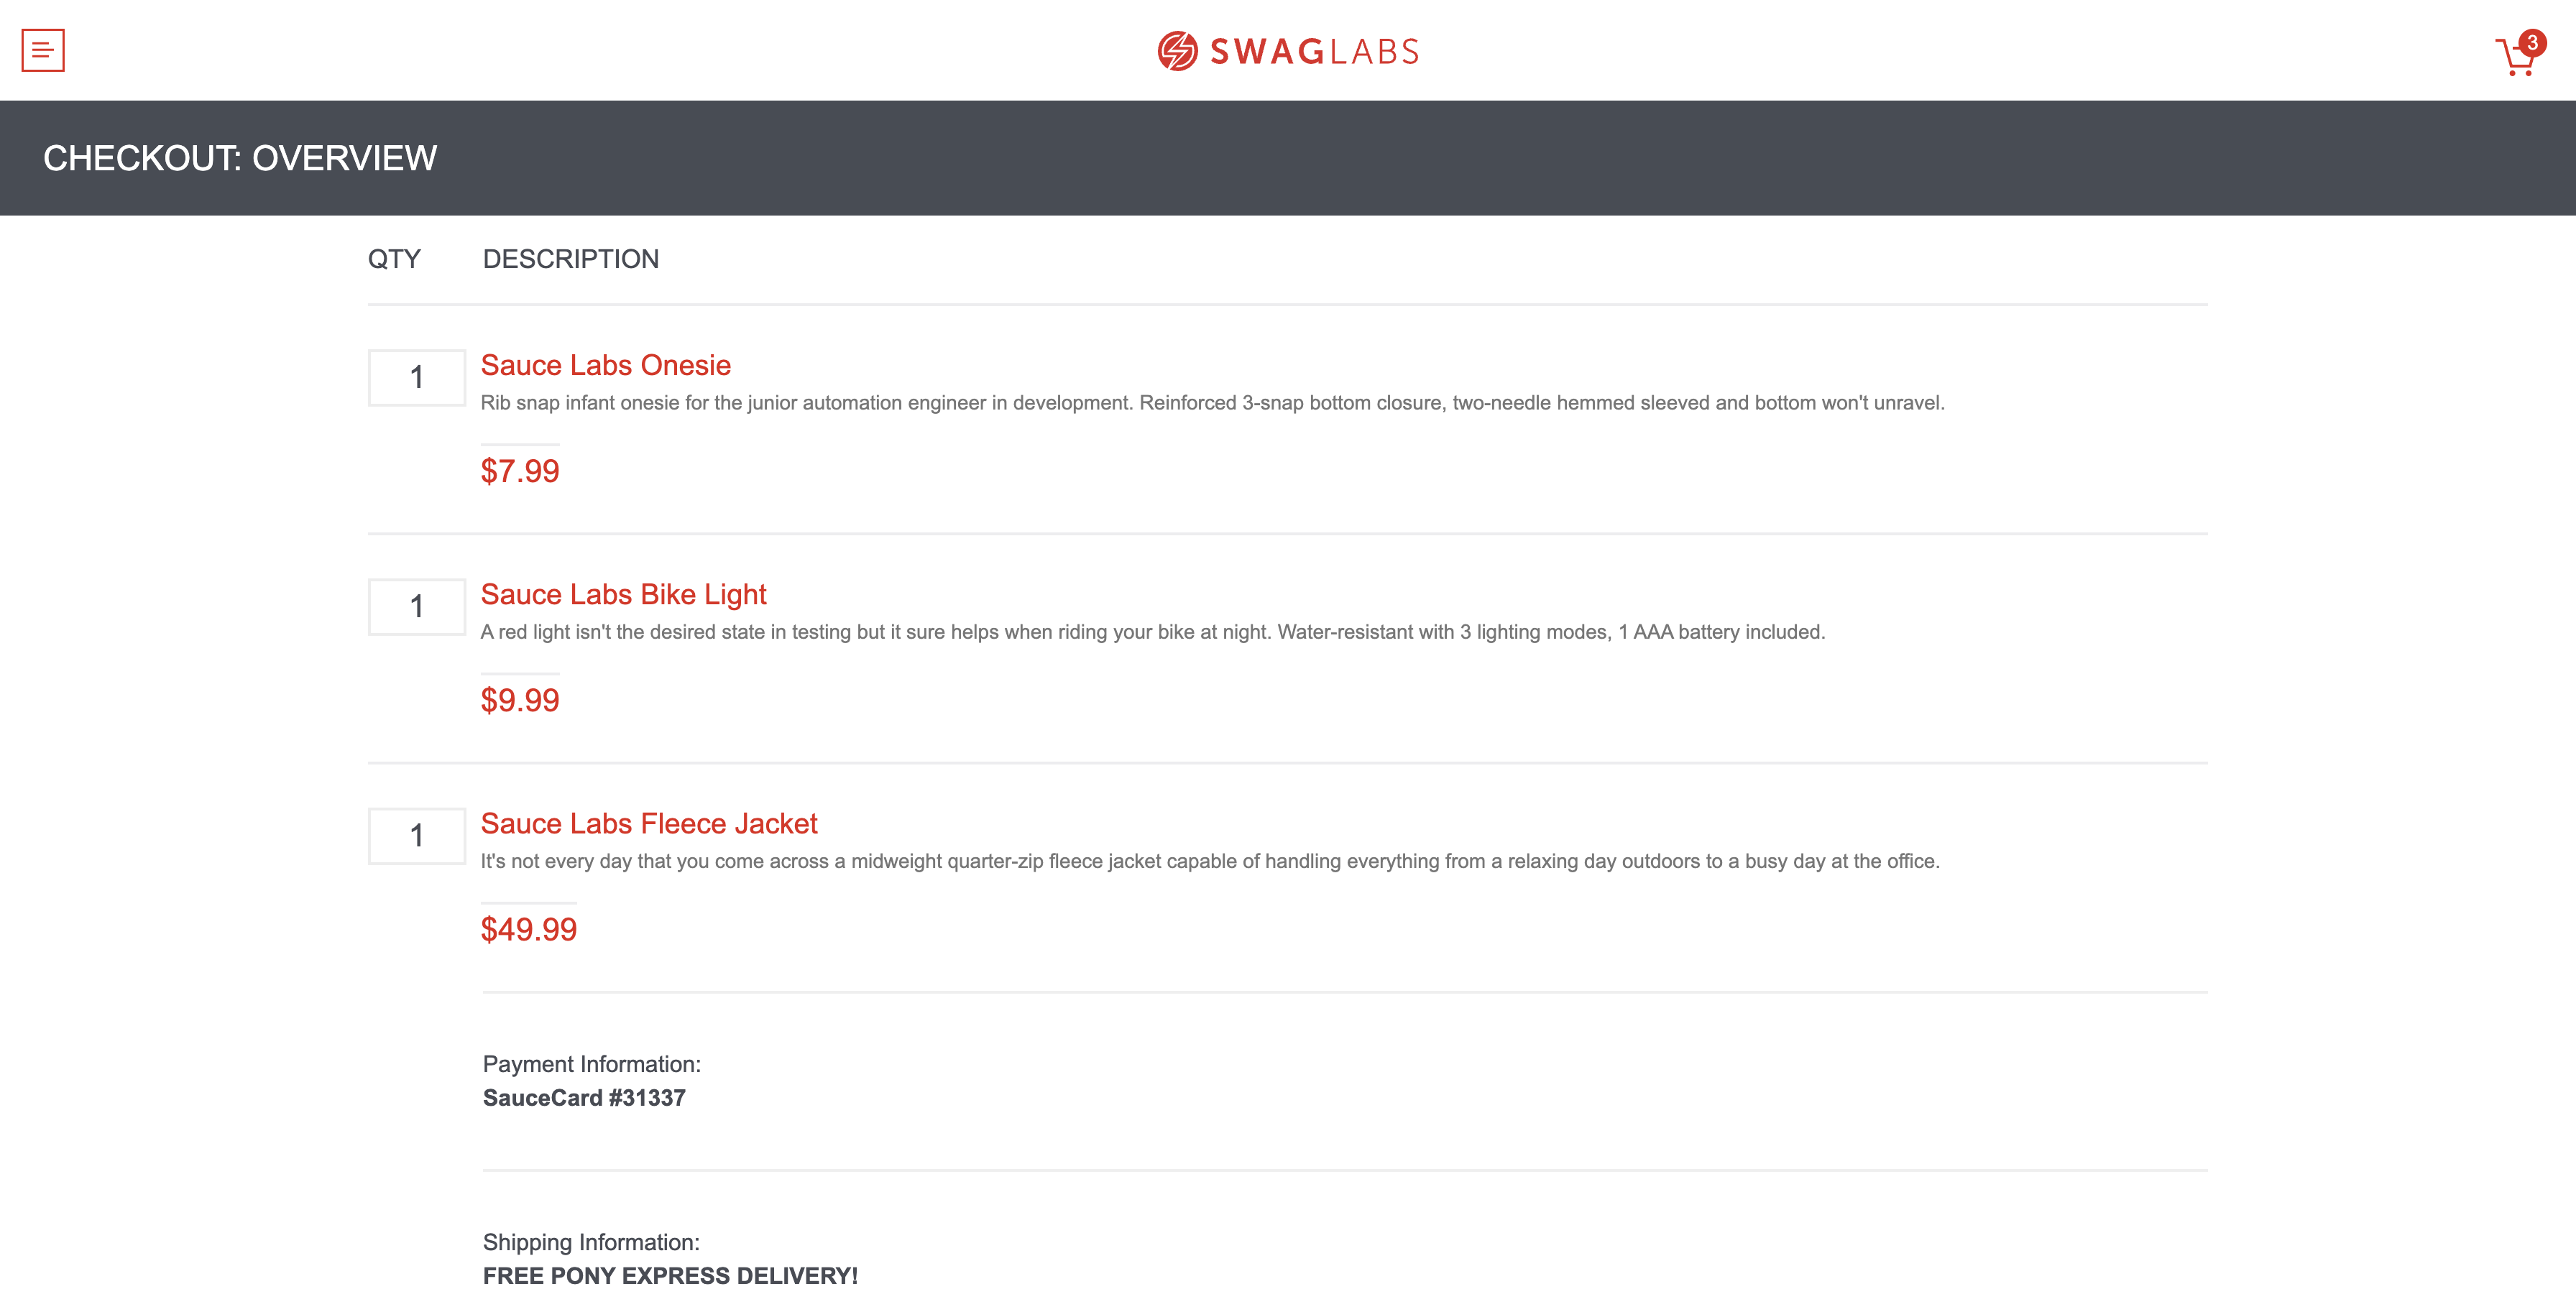 SWAGLABS
3
CHECKOUT: OVERVIEW
QTY DESCRIPTION
1 Sauce Labs Onesie
Rib snap infant onesie for the junior automation engineer in development. Reinforced 3-snap bottom closure, two-needle hemmed sleeved and bottom won't unravel.
$7.99
1 Sauce Labs Bike Light
A red light isn't the desired state in testing but it sure helps when riding your bike at night. Water-resistant with 3 lighting modes, 1 AAA battery included.
$9.99
1 Sauce Labs Fleece Jacket
It's not every day that you come across a midweight quarter-zip fleece jacket capable of handling everything from a relaxing day outdoors to a busy day at the office.
$49.99
Payment Information:
SauceCard #31337
Shipping Information:
FREE PONY EXPRESS DELIVERY!